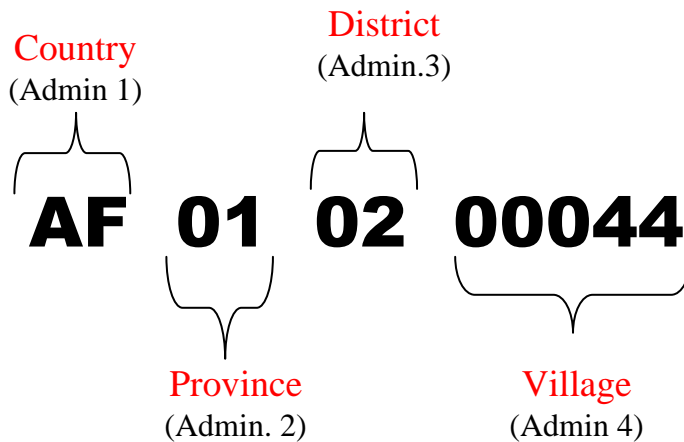 Country
(Admin 1)
District
(Admin.3)
AF 01 02 00044
Province
(Admin. 2)
Village
(Admin 4)